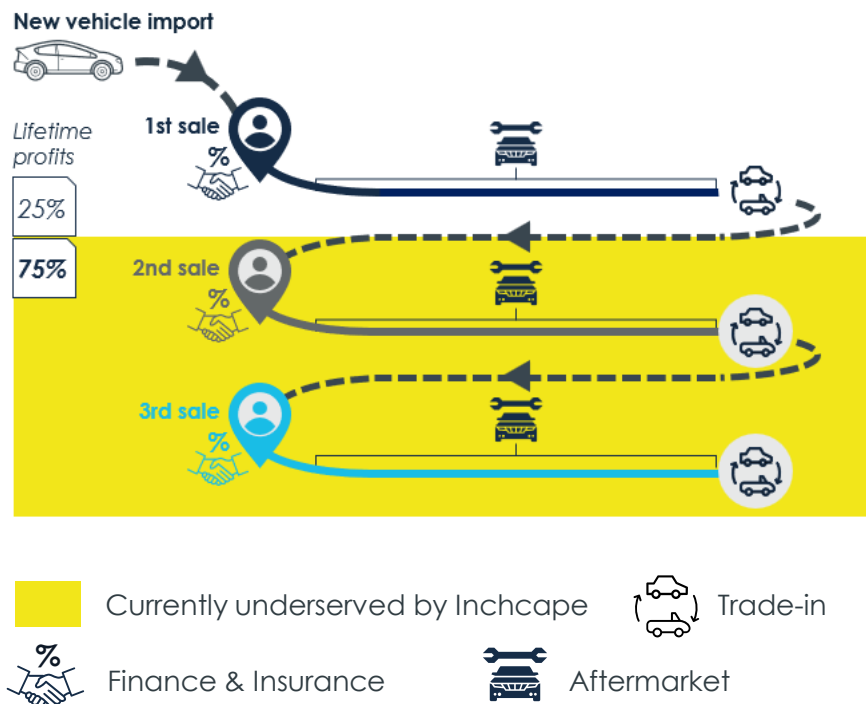 New vehicle import
1st sale
Lifetime
profits
%
25%
75%
2nd sale
%
3rd sale
%
Currently underserved by Inchcape
Trade-in
%
Finance & Insurance
Aftermarket